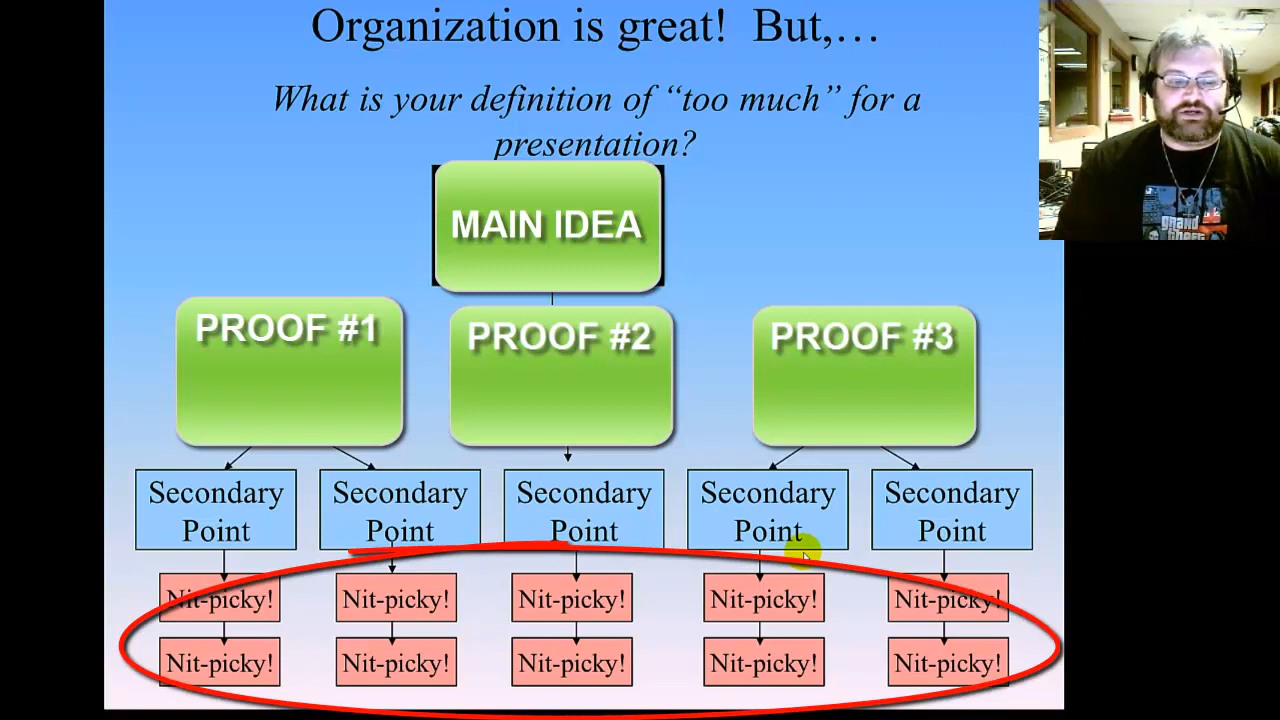 Organization is great! But,…
What is your definition of “too much” for a
presentation?
MAIN IDEA
PROOF #1
PROOF #2
PROOF #3
Secondary
Point
Secondary
Point
Secondary
Point
Secondary
Point
Secondary
Point
Nit-picky!
Nit-picky!
Nit-picky!
Nit-picky!
Nit-picky!
Nit-picky!
Nit-picky!
Nit-picky!
Nit-picky!
Nit-picky!
grand
theft